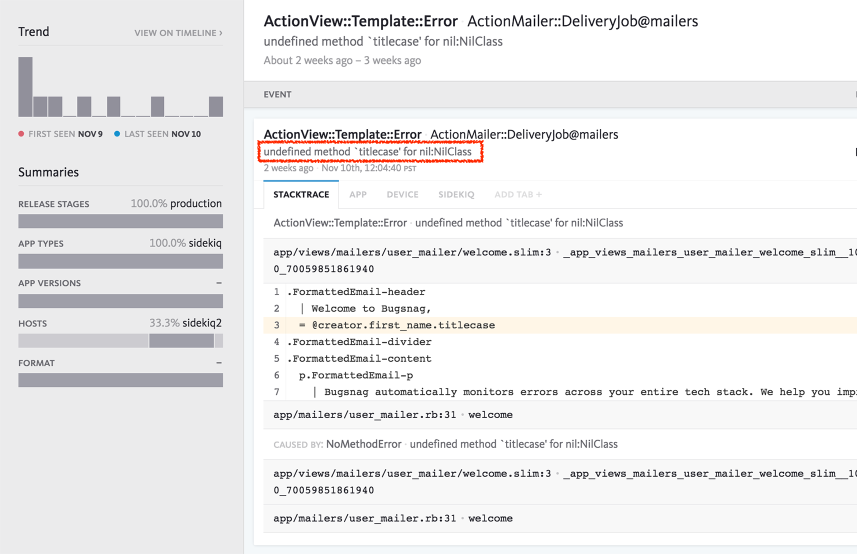 Trend
VIEW ON TIMELINE ›
FIRST SEEN NOV 9
LAST SEEN NOV 10
Summaries
RELEASE STAGES 100.0% production
APP TYPES 100.0% sidekiq
APP VERSIONS –
HOSTS 33.3% sidekiq2
FORMAT –
ActionView::Template::Error ActionMailer::DeliveryJob@mailers
undefined method `titlecase' for nil:NilClass
About 2 weeks ago – 3 weeks ago
EVENT
ActionView::Template::Error ActionMailer::DeliveryJob@mailers
undefined method `titlecase' for nil:NilClass
2 weeks ago · Nov 10th, 12:04:40 PST
STACKTRACE APP DEVICE SIDEKIQ ADD TAB +
ActionView::Template::Error · undefined method `titlecase' for nil:NilClass
app/views/mailers/user_mailer/welcome.slim:3 · _app_views_mailers_user_mailer_welcome_slim__10
0_70059851861940
1 .FormattedEmail-header
2 | Welcome to Bugsnag,
3 = @creator.first_name.titlecase
4 .FormattedEmail-divider
5 .FormattedEmail-content
6 p.FormattedEmail-p
7 | Bugsnag automatically monitors errors across your entire tech stack. We help you impr
app/mailers/user_mailer.rb:31 · welcome
CAUSED BY: NoMethodError · undefined method `titlecase' for nil:NilClass
app/views/mailers/user_mailer/welcome.slim:3 · _app_views_mailers_user_mailer_welcome_slim__10
0_70059851861940
app/mailers/user_mailer.rb:31 · welcome